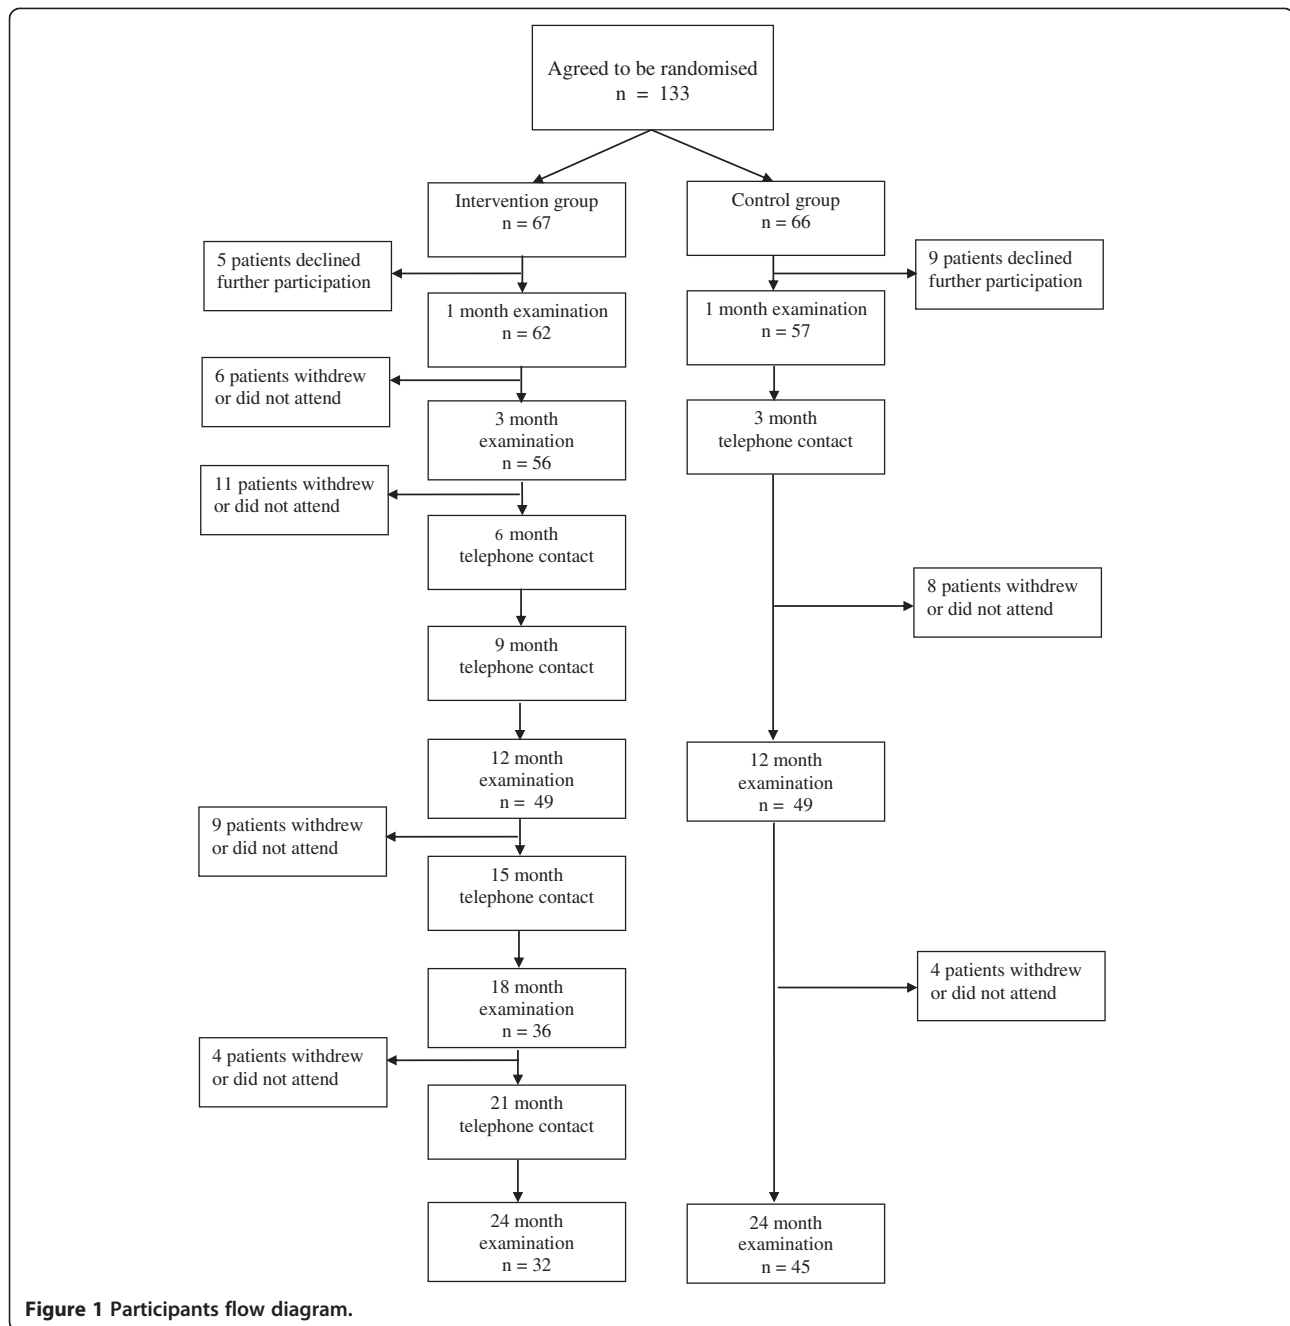 Agreed to be randomised
n = 133
Intervention group
n = 67
Control group
n = 66
5 patients declined
further participation
9 patients declined
further participation
1 month examination
n = 62
1 month examination
n = 57
6 patients withdrew
or did not attend
3 month
examination
n = 56
3 month
telephone contact
11 patients withdrew
or did not attend
6 month
telephone contact
8 patients withdrew
or did not attend
9 month
telephone contact
12 month
examination
n = 49
12 month
examination
n = 49
9 patients withdrew
or did not attend
15 month
telephone contact
4 patients withdrew
or did not attend
18 month
examination
n = 36
4 patients withdrew
or did not attend
21 month
telephone contact
24 month
examination
n = 32
24 month
examination
n = 45
Figure 1 Participants flow diagram.